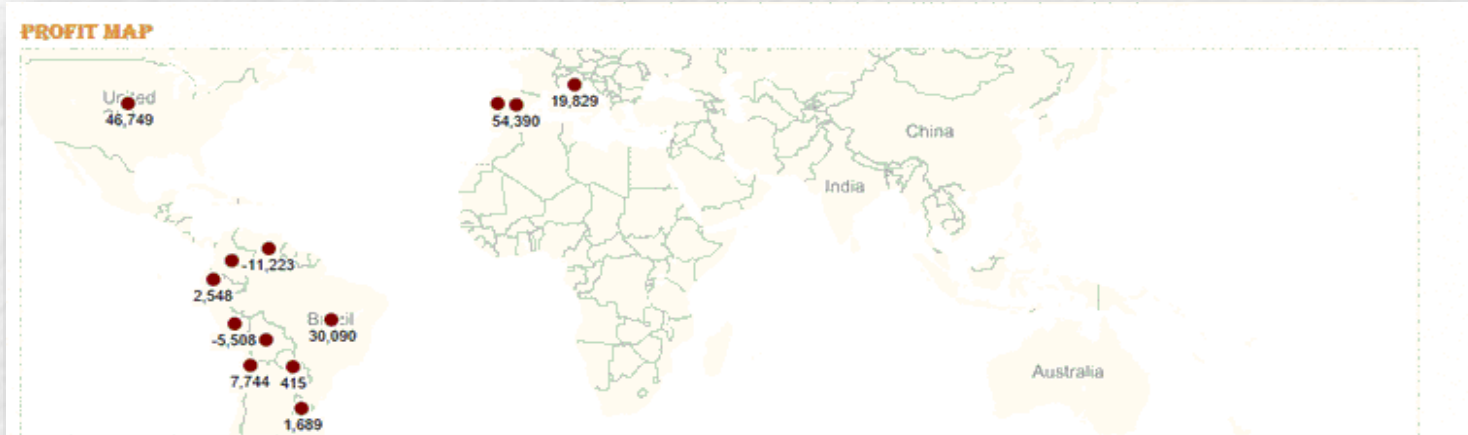 PROFIT MAP
United
46,749
19,829
54,390
China
India
-11,223
2,548
30,090
-5,508
7,744
415
Australia
1,689